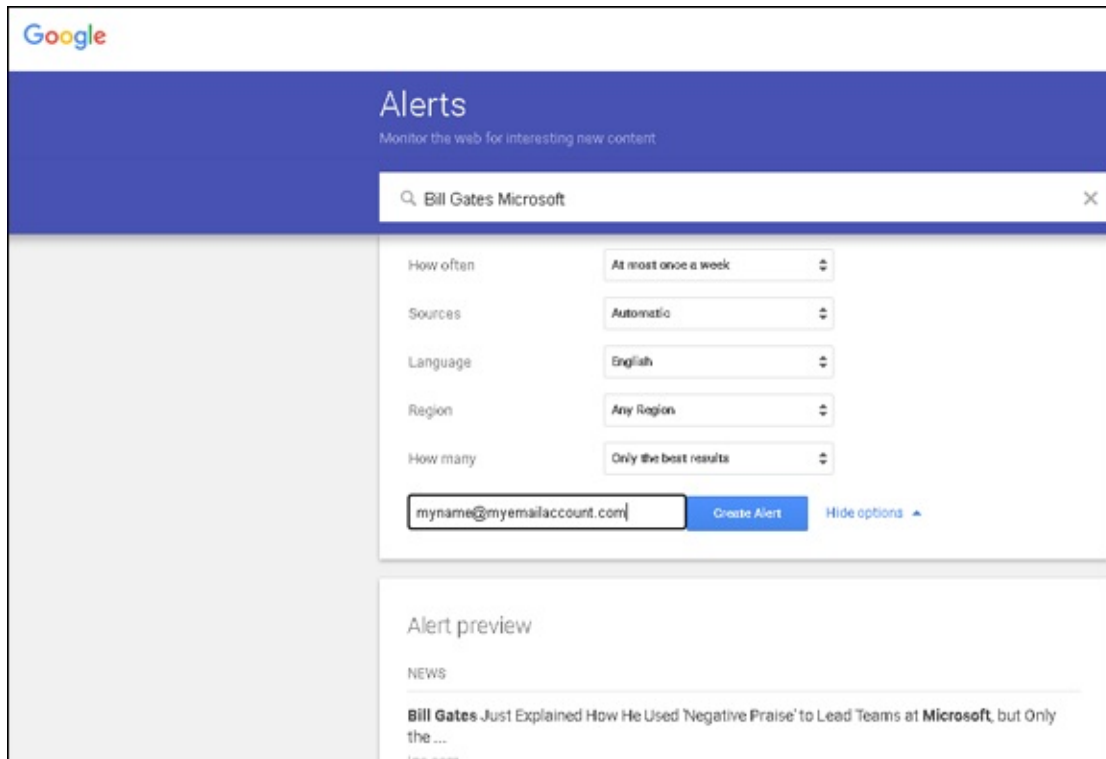 Google
Alerts
Monitor the web for interesting new content
Bill Gates Microsoft
How often At most once a week
Sources Automatic
Language English
Region Any Region
How many Only the best results
myname@myemailaccount.com Create Alert Hide options
Alert preview
NEWS
Bill Gates Just Explained How He Used 'Negative Praise' to Lead Teams at Microsoft, but Only
the ...